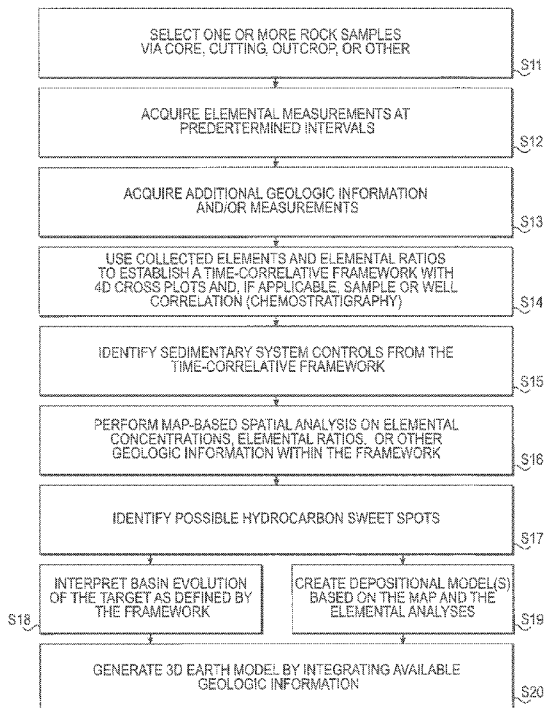 SELECT ONE OR MORE ROCK SAMPLES
VIA CORE, CUTTING, OUTCROP, OR OTHER
S11
ACQUIRE ELEMENTAL MEASUREMENTS AT
PREDERTERMINED INTERVALS
S12
ACQUIRE ADDITIONAL GEOLOGIC INFORMATION
AND/OR MEASUREMENTS
S13
USE COLLECTED ELEMENTS AND ELEMENTAL RATIOS
TO ESTABLISH A TIME-CORRELATIVE FRAMEWORK WITH
4D CROSS PLOTS AND, IF APPLICABLE, SAMPLE OR WELL
CORRELATION (CHEMOSTRATIGRAPHY)
S14
IDENTIFY SEDIMENTARY SYSTEM CONTROLS FROM THE
TIME-CORRELATIVE FRAMEWORK
S15
PERFORM MAP-BASED SPATIAL ANALYSIS ON ELEMENTAL
CONCENTRATIONS, ELEMENTAL RATIOS, OR OTHER
GEOLOGIC INFORMATION WITHIN THE FRAMEWORK
S16
IDENTIFY POSSIBLE HYDROCARBON SWEET SPOTS
S17
INTERPRET BASIN EVOLUTION
OF THE TARGET AS DEFINED BY
THE FRAMEWORK
S18
CREATE DEPOSITIONAL MODEL(S)
BASED ON THE MAP AND THE
ELEMENTAL ANALYSES
S19
GENERATE 3D EARTH MODEL BY INTEGRATING AVAILABLE
GEOLOGIC INFORMATION
S20